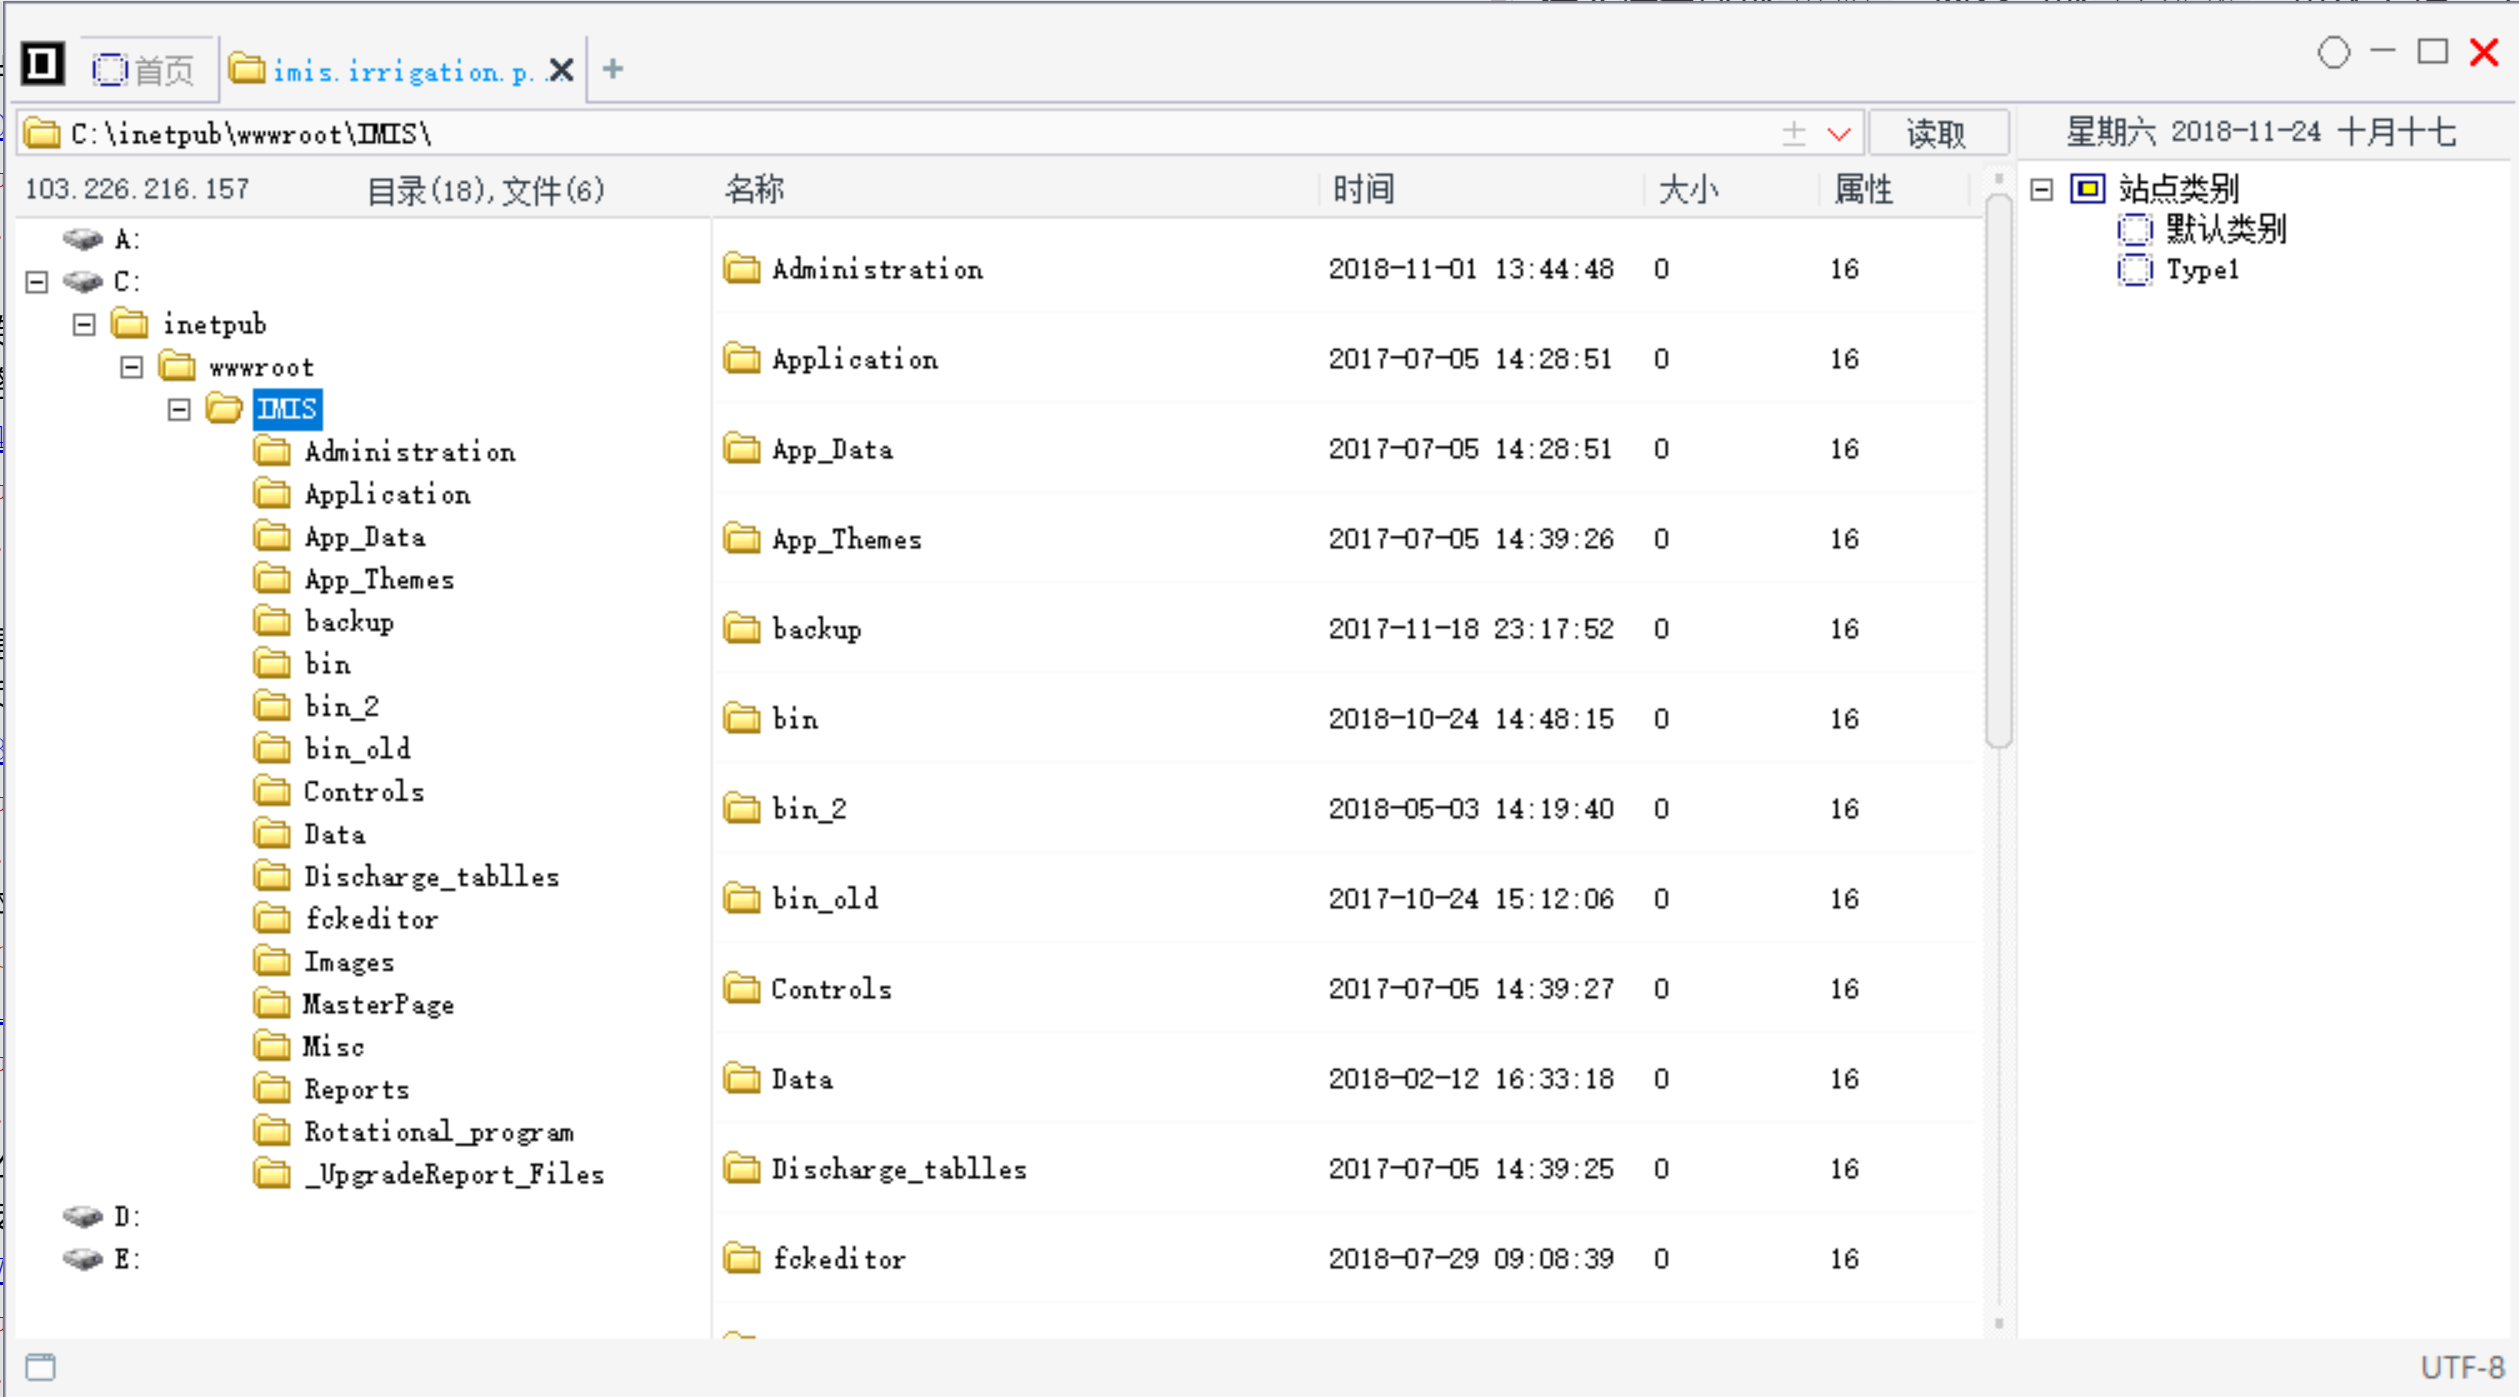 首页
imis.irrigation.p...
C:\inetpub\wwwroot\IMIS\
读取
星期六 2018-11-24 十月十七
103.226.216.157 目录(18),文件(6)
A:
C:
inetpub
wwwroot
IMIS
Administration
Application
App_Data
App_Themes
backup
bin
bin_2
bin_old
Controls
Data
Discharge_tablles
fckeditor
Images
MasterPage
Misc
Reports
Rotational_program
_UpgradeReport_Files
D:
E:
名称 时间 大小 属性
Administration 2018-11-01 13:44:48 0 16
Application 2017-07-05 14:28:51 0 16
App_Data 2017-07-05 14:28:51 0 16
App_Themes 2017-07-05 14:39:26 0 16
backup 2017-11-18 23:17:52 0 16
bin 2018-10-24 14:48:15 0 16
bin_2 2018-05-03 14:19:40 0 16
bin_old 2017-10-24 15:12:06 0 16
Controls 2017-07-05 14:39:27 0 16
Data 2018-02-12 16:33:18 0 16
Discharge_tablles 2017-07-05 14:39:25 0 16
fckeditor 2018-07-29 09:08:39 0 16
站点类别
默认类别
Type1
UTF-8